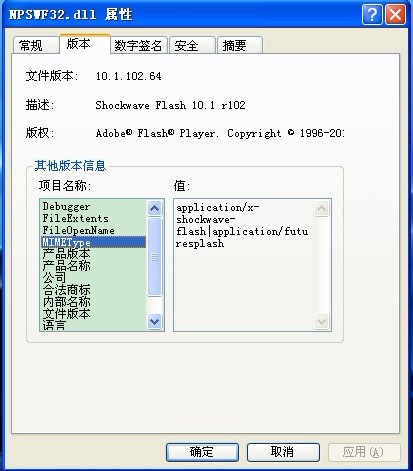 NPSWF32.dll 属性
常规 版本 数字签名 安全 摘要
文件版本: 10.1.102.64
描述: Shockwave Flash 10.1 r102
版权: Adobe® Flash® Player. Copyright © 1996-20
其他版本信息
项目名称: 值:
Debugger
FileExtents
FileOpenName
MIMEType
产品版本
产品名称
公司
合法商标
内部名称
文件版本
语言
application/x-
shockwave-
flash|application/futu
resplash
确定 取消 应用(A)